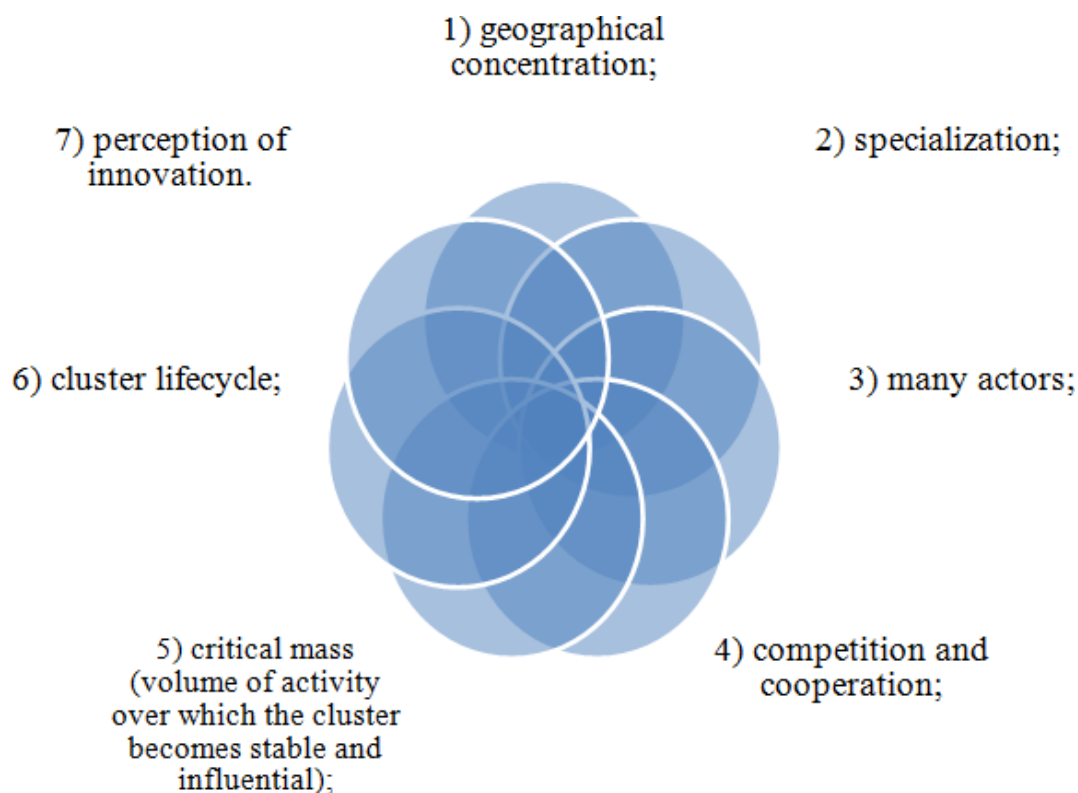 1) geographical
concentration;
2) specialization;
3) many actors;
4) competition and
cooperation;
5) critical mass
(volume of activity
over which the cluster
becomes stable and
influential);
6) cluster lifecycle;
7) perception of
innovation.